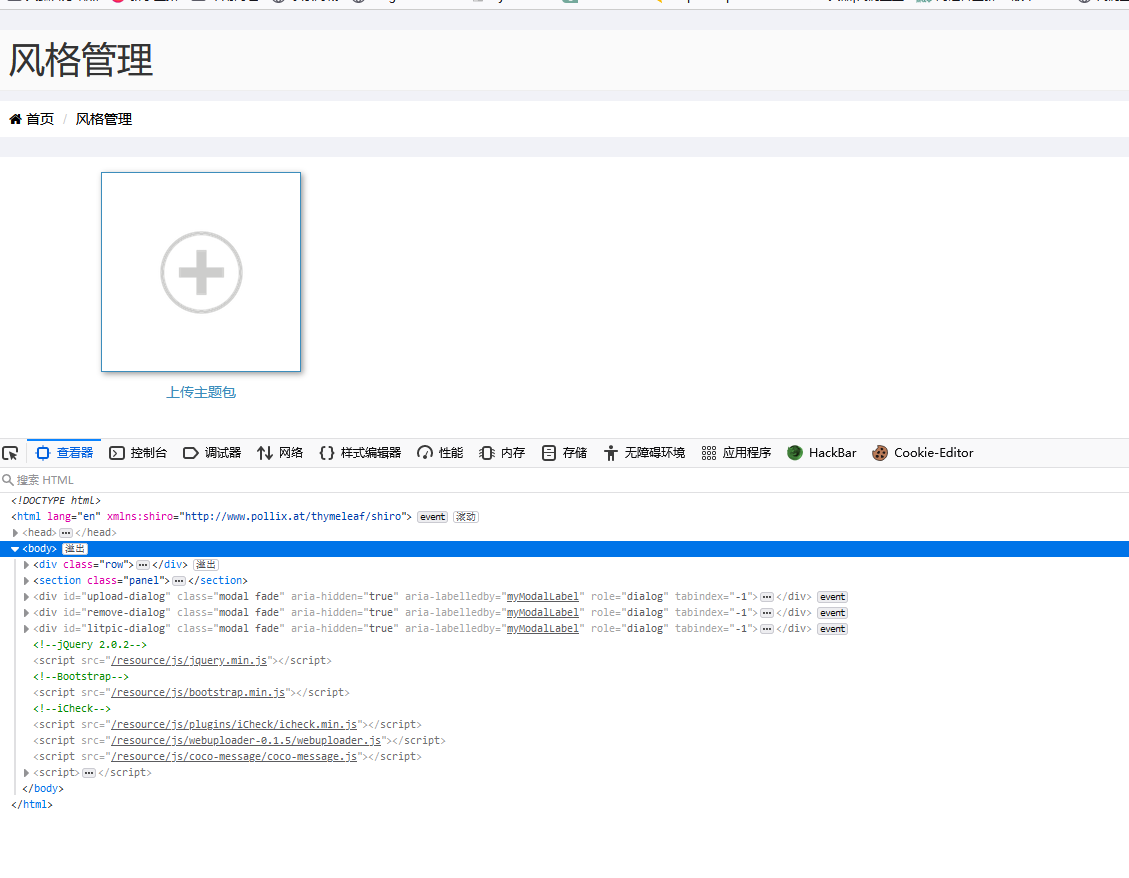 风格管理
首页 / 风格管理
上传主题包
查看器 控制台 调试器 网络 样式编辑器 性能 内存 存储 无障碍环境 应用程序 HackBar Cookie-Editor
搜索 HTML
<!DOCTYPE html>
<html lang="en" xmlns:shiro="http://www.pollix.at/thymeleaf/shiro"> event 滚动
<head>…</head>
<body> 溢出
<div class="row">…</div> 溢出
<section class="panel">…</section>
<div id="upload-dialog" class="modal fade" aria-hidden="true" aria-labelledby="myModalLabel" role="dialog" tabindex="-1">…</div> event
<div id="remove-dialog" class="modal fade" aria-hidden="true" aria-labelledby="myModalLabel" role="dialog" tabindex="-1">…</div> event
<div id="litpic-dialog" class="modal fade" aria-hidden="true" aria-labelledby="myModalLabel" role="dialog" tabindex="-1">…</div> event
<!--jQuery 2.0.2-->
<script src="/resource/js/jquery.min.js"></script>
<!--Bootstrap-->
<script src="/resource/js/bootstrap.min.js"></script>
<!--iCheck-->
<script src="/resource/js/plugins/iCheck/icheck.min.js"></script>
<script src="/resource/js/webuploader-0.1.5/webuploader.js"></script>
<script src="/resource/js/coco-message/coco-message.js"></script>
<script>…</script>
</body>
</html>